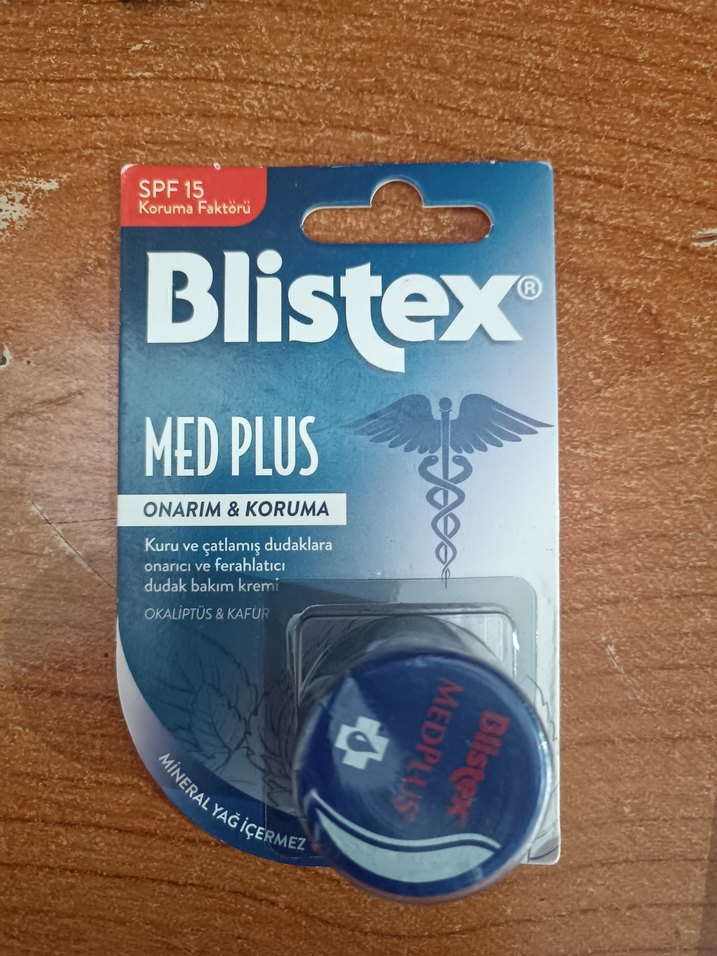 SPF 15
Koruma Faktörü
Blistex®
MED PLUS
ONARIM & KORUMA
Kuru ve çatlamış dudaklara
onarıcı ve ferahlatıcı
dudak bakım kremi
OKALİPTÜS & KAFUR
MİNERAL YAĞ İÇERMEZ
Blistex
MEDPLUS